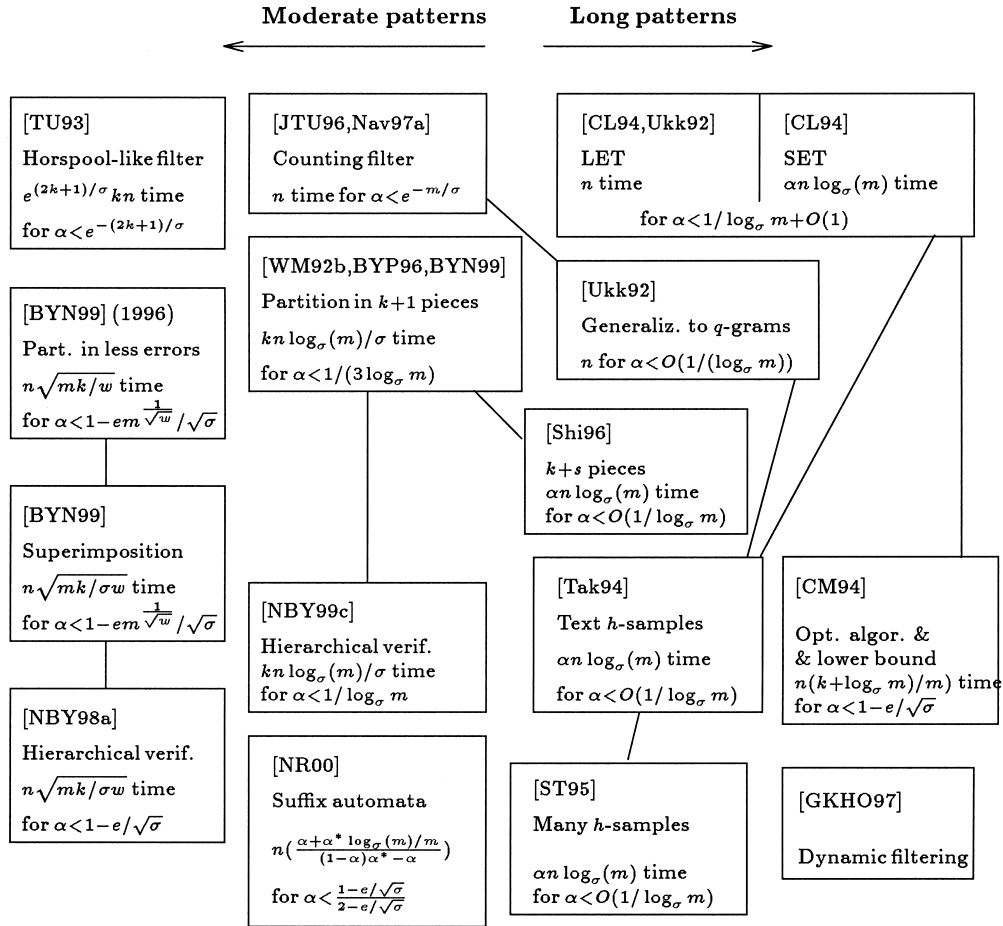 Moderate patterns
Long patterns
[TU93]
Horspool-like filter
e^{(2k+1)/σ} kn time
for α<e^{-(2k+1)/σ}
[BYN99] (1996)
Part. in less errors
n√(mk/w) time
for α<1−em^{1/√w}/√σ
[BYN99]
Superimposition
n√(mk/σw) time
for α<1−em^{1/√w}/√σ
[NBY98a]
Hierarchical verif.
n√(mk/σw) time
for α<1−e/√σ
[JTU96,Nav97a]
Counting filter
n time for α<e^{-m/σ}
[WM92b,BYP96,BYN99]
Partition in k+1 pieces
kn log_σ(m)/σ time
for α<1/(3 log_σ m)
[NBY99c]
Hierarchical verif.
kn log_σ(m)/σ time
for α<1/log_σ m
[NR00]
Suffix automata
n((α+α* log_σ(m)/m)/((1−α)α*−α))
for α<(1−e/√σ)/(2−e/√σ)
[CL94,Ukk92]
LET
n time
[CL94]
SET
αn log_σ(m) time
for α<1/log_σ m+O(1)
[Ukk92]
Generaliz. to q-grams
n for α<O(1/(log_σ m))
[Shi96]
k+s pieces
αn log_σ(m) time
for α<O(1/log_σ m)
[Tak94]
Text h-samples
αn log_σ(m) time
for α<O(1/log_σ m)
[ST95]
Many h-samples
αn log_σ(m) time
for α<O(1/log_σ m)
[CM94]
Opt. algor. &
& lower bound
n(k+log_σ m)/m) time
for α<1−e/√σ
[GKHO97]
Dynamic filtering